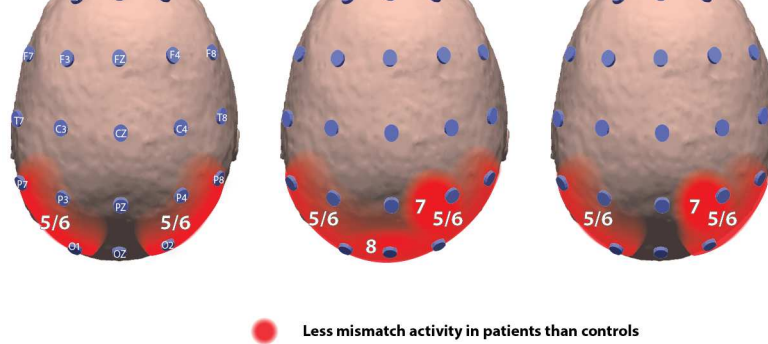 F7 F3 FZ F4 F8
T7 C3 CZ C4 T8
P7 P3 PZ P4 P8
5/6 5/6 5/6 7 5/6 5/6 7 5/6
O1 OZ O2 8
Less mismatch activity in patients than controls